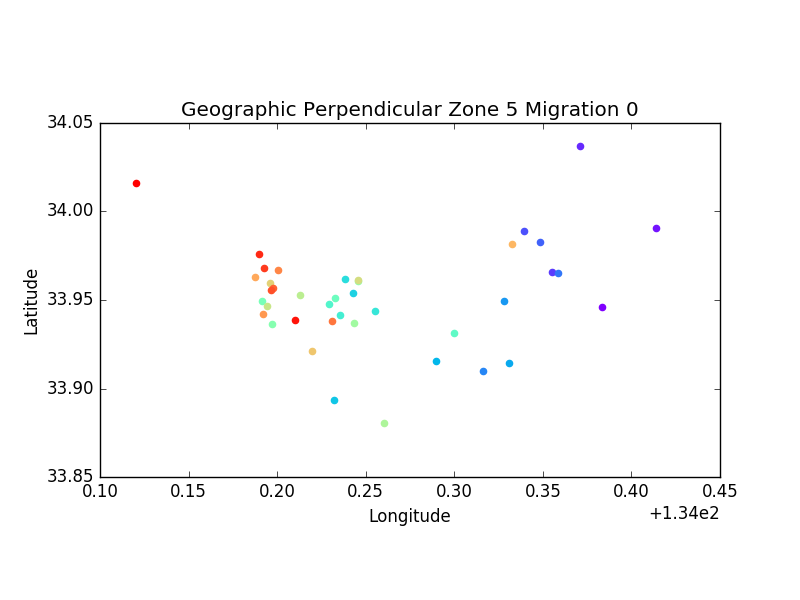 Geographic Perpendicular Zone 5 Migration 0
34.05
34.00
33.95
33.90
33.85
Latitude
0.10 0.15 0.20 0.25 0.30 0.35 0.40 0.45
Longitude
+1.34e2